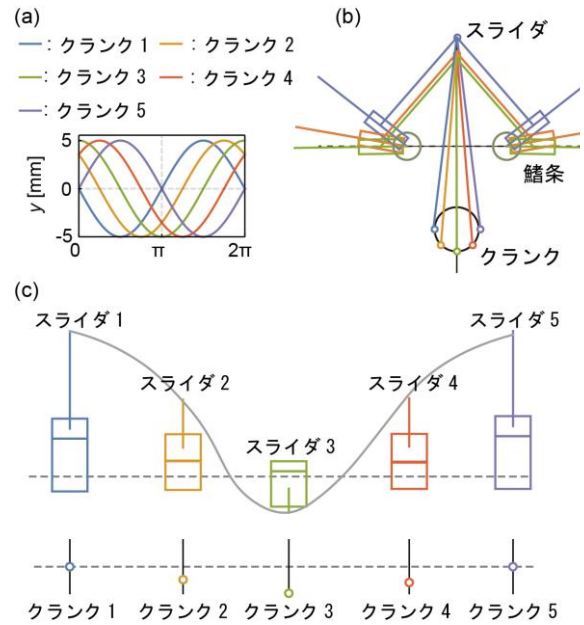 (a)
―：クランク1 ―：クランク2
―：クランク3 ―：クランク4
―：クランク5
y [mm]
5
0
-5
0 π 2π
(b)
スライダ
鰭条
クランク
(c)
スライダ1
スライダ2
スライダ3
スライダ4
スライダ5
クランク1 クランク2 クランク3 クランク4 クランク5